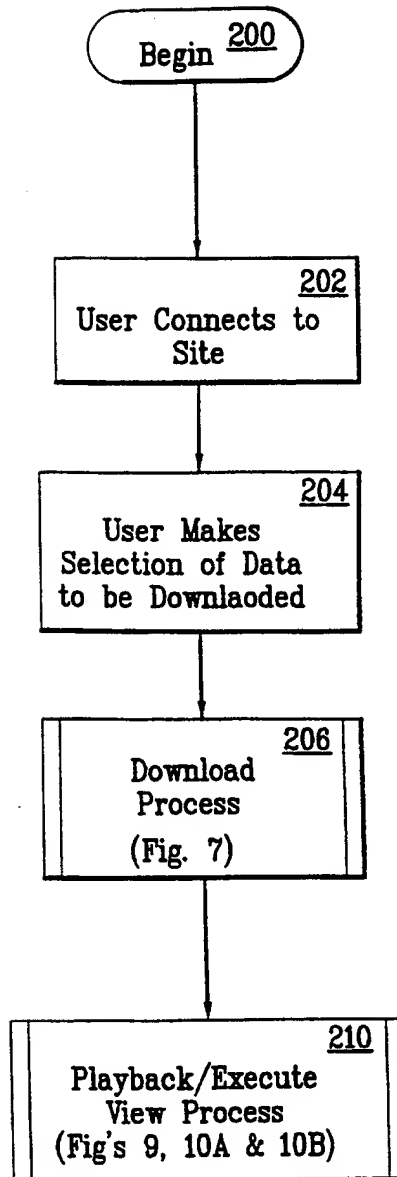 Begin 200
202
User Connects to
Site
204
User Makes
Selection of Data
to be Downlaoded
206
Download
Process
(Fig. 7)
210
Playback/Execute
View Process
(Fig's 9, 10A & 10B)